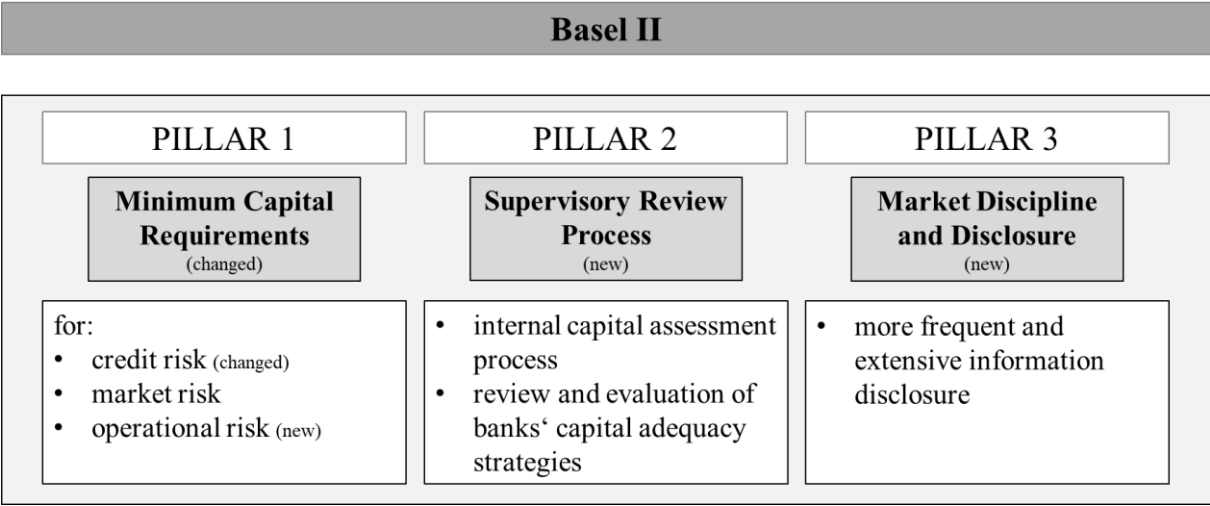 Basel II
PILLAR 1
Minimum Capital
Requirements
(changed)
for:
• credit risk (changed)
• market risk
• operational risk (new)
PILLAR 2
Supervisory Review
Process
(new)
• internal capital assessment
process
• review and evaluation of
banks‘ capital adequacy
strategies
PILLAR 3
Market Discipline
and Disclosure
(new)
• more frequent and
extensive information
disclosure